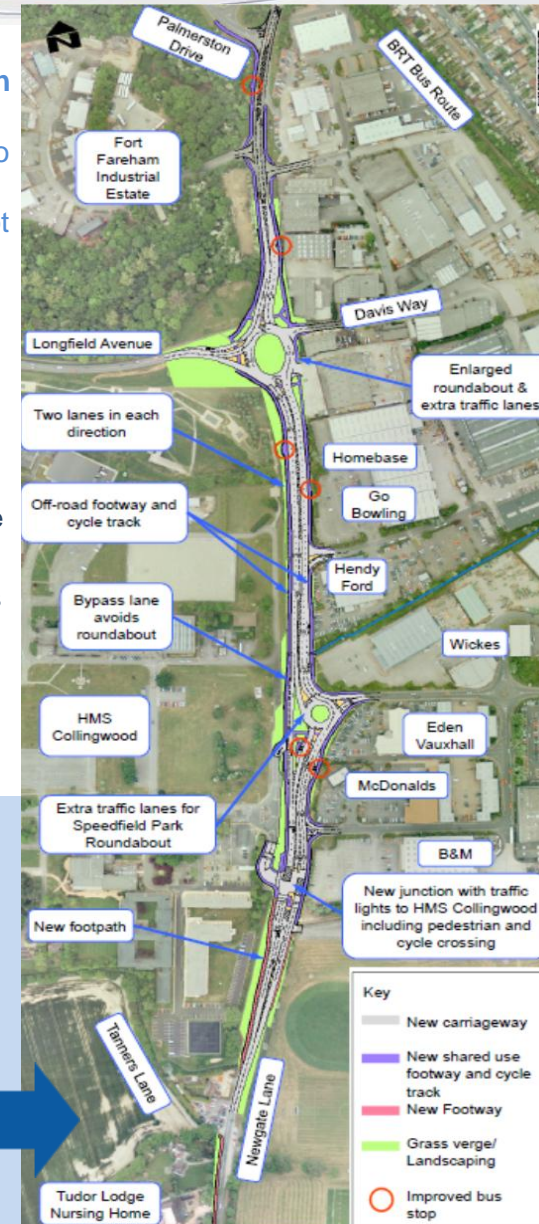 m
o
et
e
Palmerston
Drive
BRT Bus Route
Fort
Fareham
Industrial
Estate
Davis Way
Longfield Avenue
Enlarged
roundabout &
extra traffic lanes
Two lanes in each
direction
Homebase
Go
Bowling
Off-road footway and
cycle track
Hendy
Ford
Bypass lane
avoids
roundabout
Wickes
HMS
Collingwood
Eden
Vauxhall
McDonalds
Extra traffic lanes for
Speedfield Park
Roundabout
B&M
New junction with traffic
lights to HMS Collingwood
including pedestrian and
cycle crossing
New footpath
Tanners Lane
Newgate Lane
Tudor Lodge
Nursing Home
Key
New carriageway
New shared use
footway and cycle
track
New Footway
Grass verge/
Landscaping
Improved bus
stop